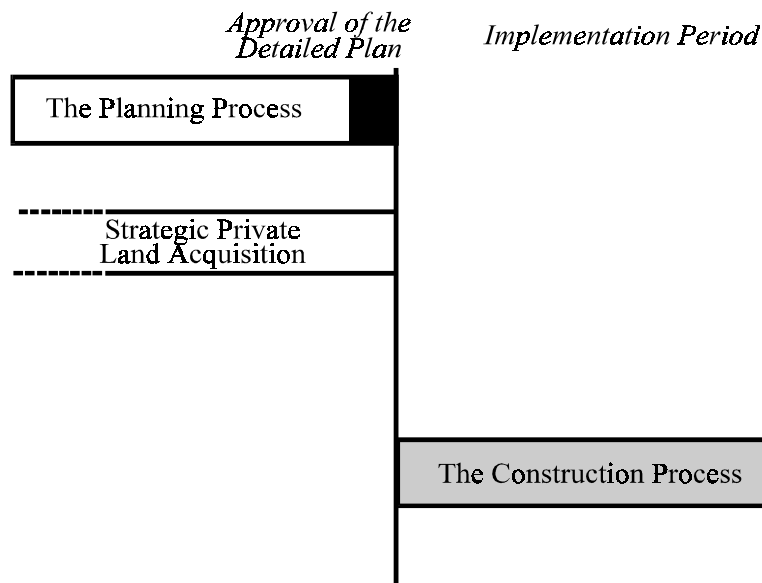 Approval of the
Detailed Plan
Implementation Period
The Planning Process
Strategic Private
Land Acquisition
The Construction Process